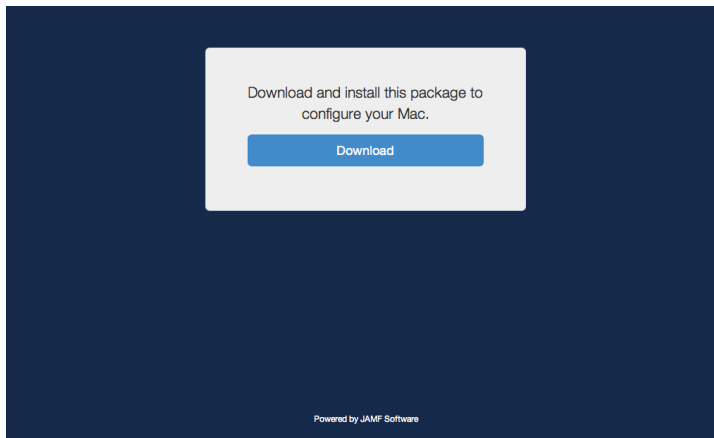 Download and install this package to
configure your Mac.
Download
Powered by JAMF Software